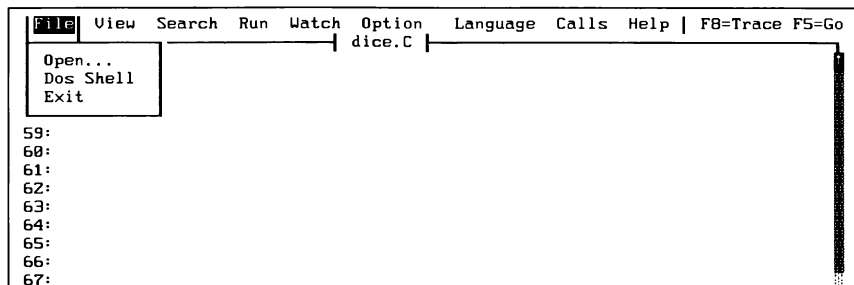 File View Search Run Watch Option Language Calls Help | F8=Trace F5=Go
dice.C
Open...
Dos Shell
Exit
59:
60:
61:
62:
63:
64:
65:
66:
67: